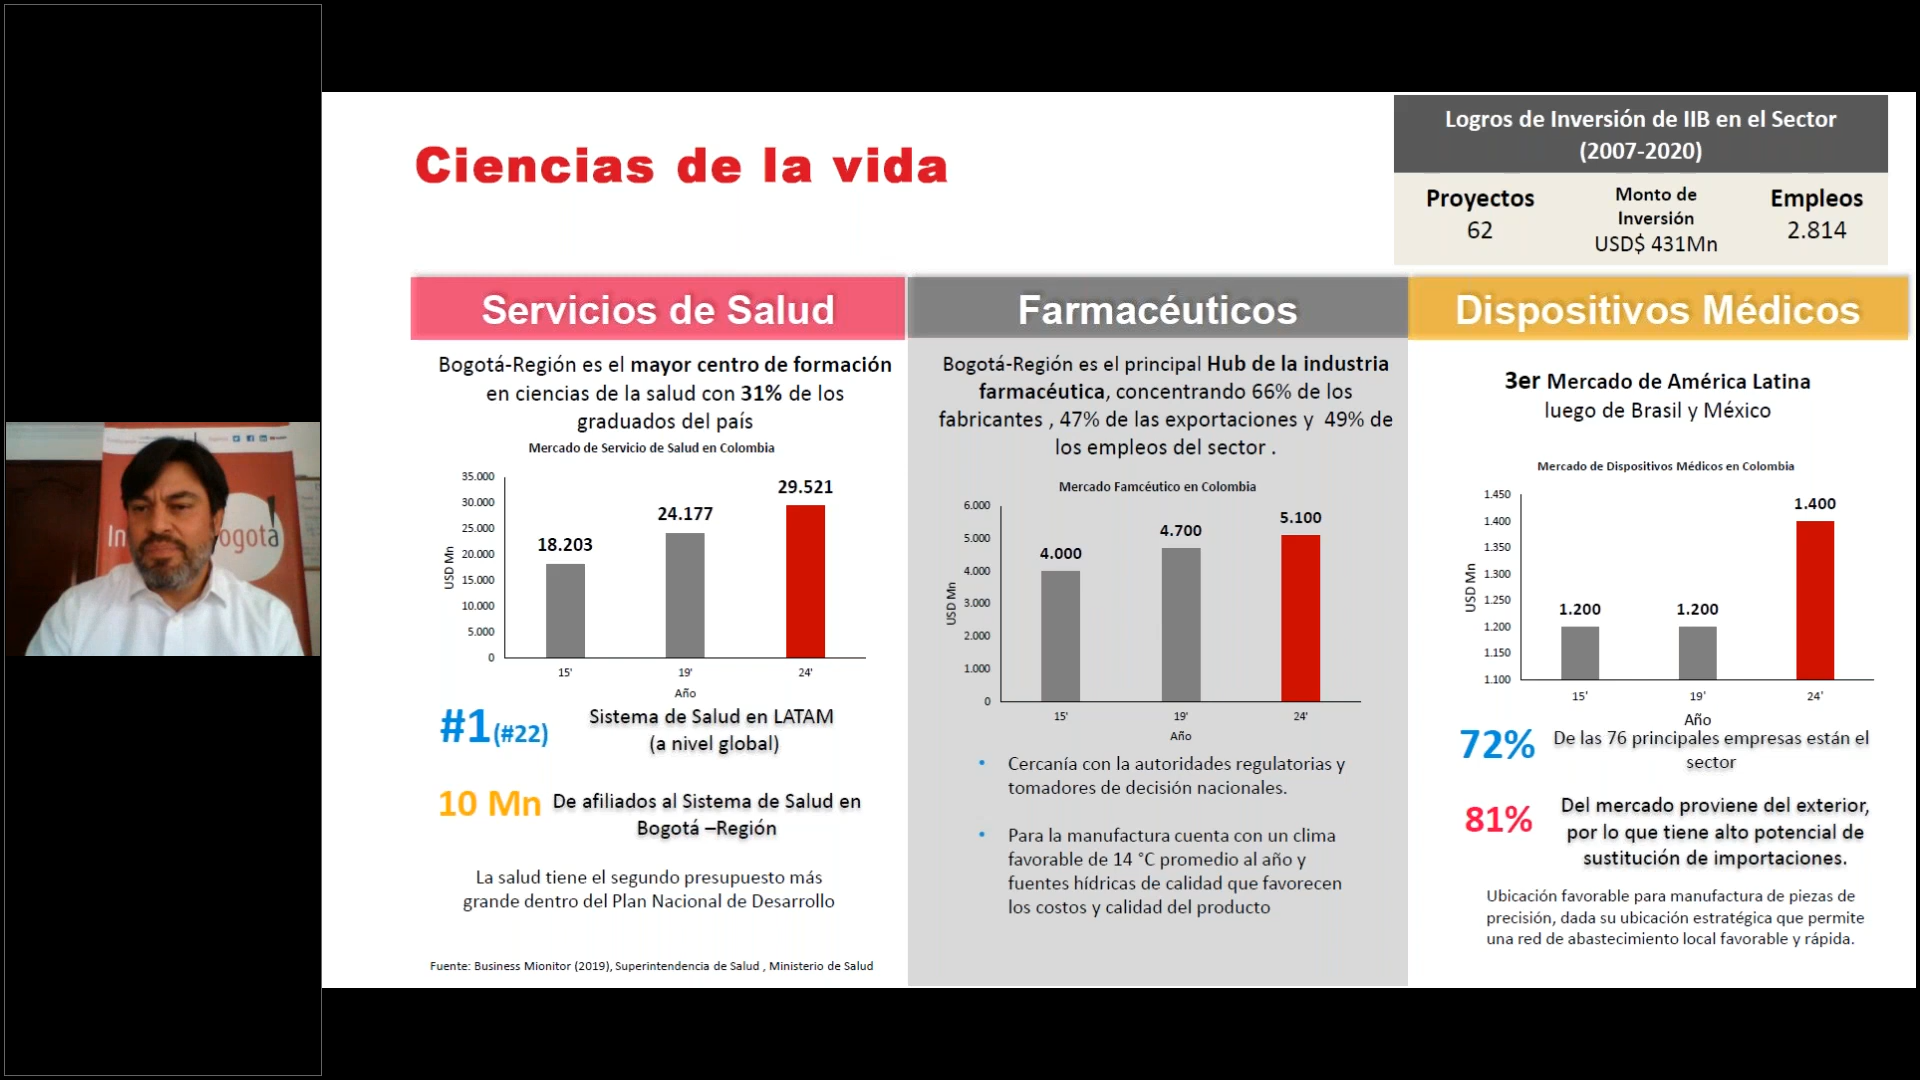 Ciencias de la vida
Logros de Inversión de IIB en el Sector
(2007-2020)
Proyectos
62
Monto de
Inversión
USD$ 431Mn
Empleos
2.814
Servicios de Salud
Bogotá-Región es el mayor centro de formación
en ciencias de la salud con 31% de los
graduados del país
Mercado de Servicio de Salud en Colombia
35.000
30.000
25.000
20.000
15.000
10.000
5.000
0
USD Mn
18.203
24.177
29.521
15'
19'
24'
Año
#1(#22)
Sistema de Salud en LATAM
(a nivel global)
10 Mn
De afiliados al Sistema de Salud en
Bogotá –Región
La salud tiene el segundo presupuesto más
grande dentro del Plan Nacional de Desarrollo
Fuente: Business Mionitor (2019), Superintendencia de Salud , Ministerio de Salud
Farmacéuticos
Bogotá-Región es el principal Hub de la industria
farmacéutica, concentrando 66% de los
fabricantes , 47% de las exportaciones y 49% de
los empleos del sector .
Mercado Famcéutico en Colombia
6.000
5.000
4.000
3.000
2.000
1.000
0
USD Mn
4.000
4.700
5.100
15'
19'
24'
Año
• Cercanía con la autoridades regulatorias y
tomadores de decisión nacionales.
• Para la manufactura cuenta con un clima
favorable de 14 °C promedio al año y
fuentes hídricas de calidad que favorecen
los costos y calidad del producto
Dispositivos Médicos
3er Mercado de América Latina
luego de Brasil y México
Mercado de Dispositivos Médicos en Colombia
1.450
1.400
1.350
1.300
1.250
1.200
1.150
1.100
USD Mn
1.200
1.200
1.400
15'
19'
24'
Año
72%
De las 76 principales empresas están el
sector
81%
Del mercado proviene del exterior,
por lo que tiene alto potencial de
sustitución de importaciones.
Ubicación favorable para manufactura de piezas de
precisión, dada su ubicación estratégica que permite
una red de abastecimiento local favorable y rápida.
In
ogotá